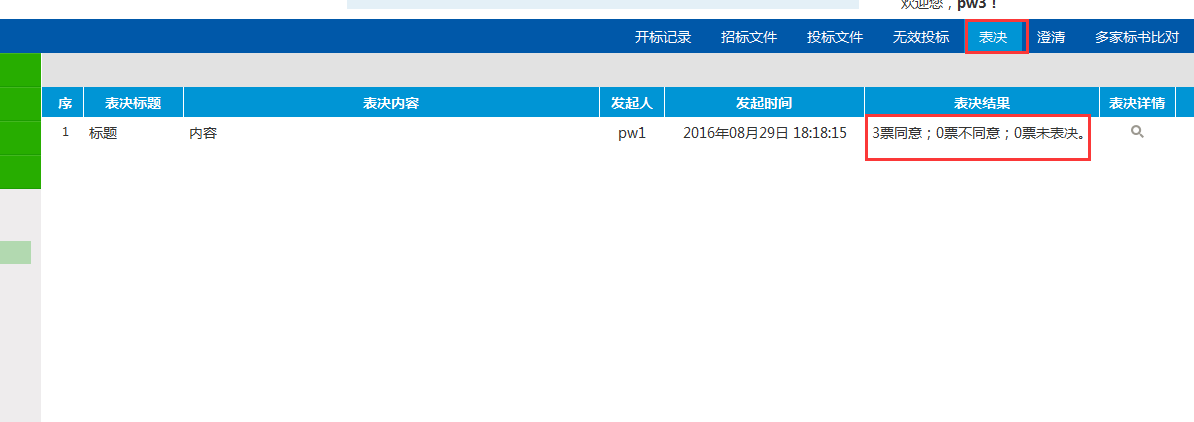 欢迎您，pw3！
开标记录 招标文件 投标文件 无效投标 表决 澄清 多家标书比对
序 表决标题 表决内容 发起人 发起时间 表决结果 表决详情
1 标题 内容 pw1 2016年08月29日 18:18:15 3票同意；0票不同意；0票未表决。